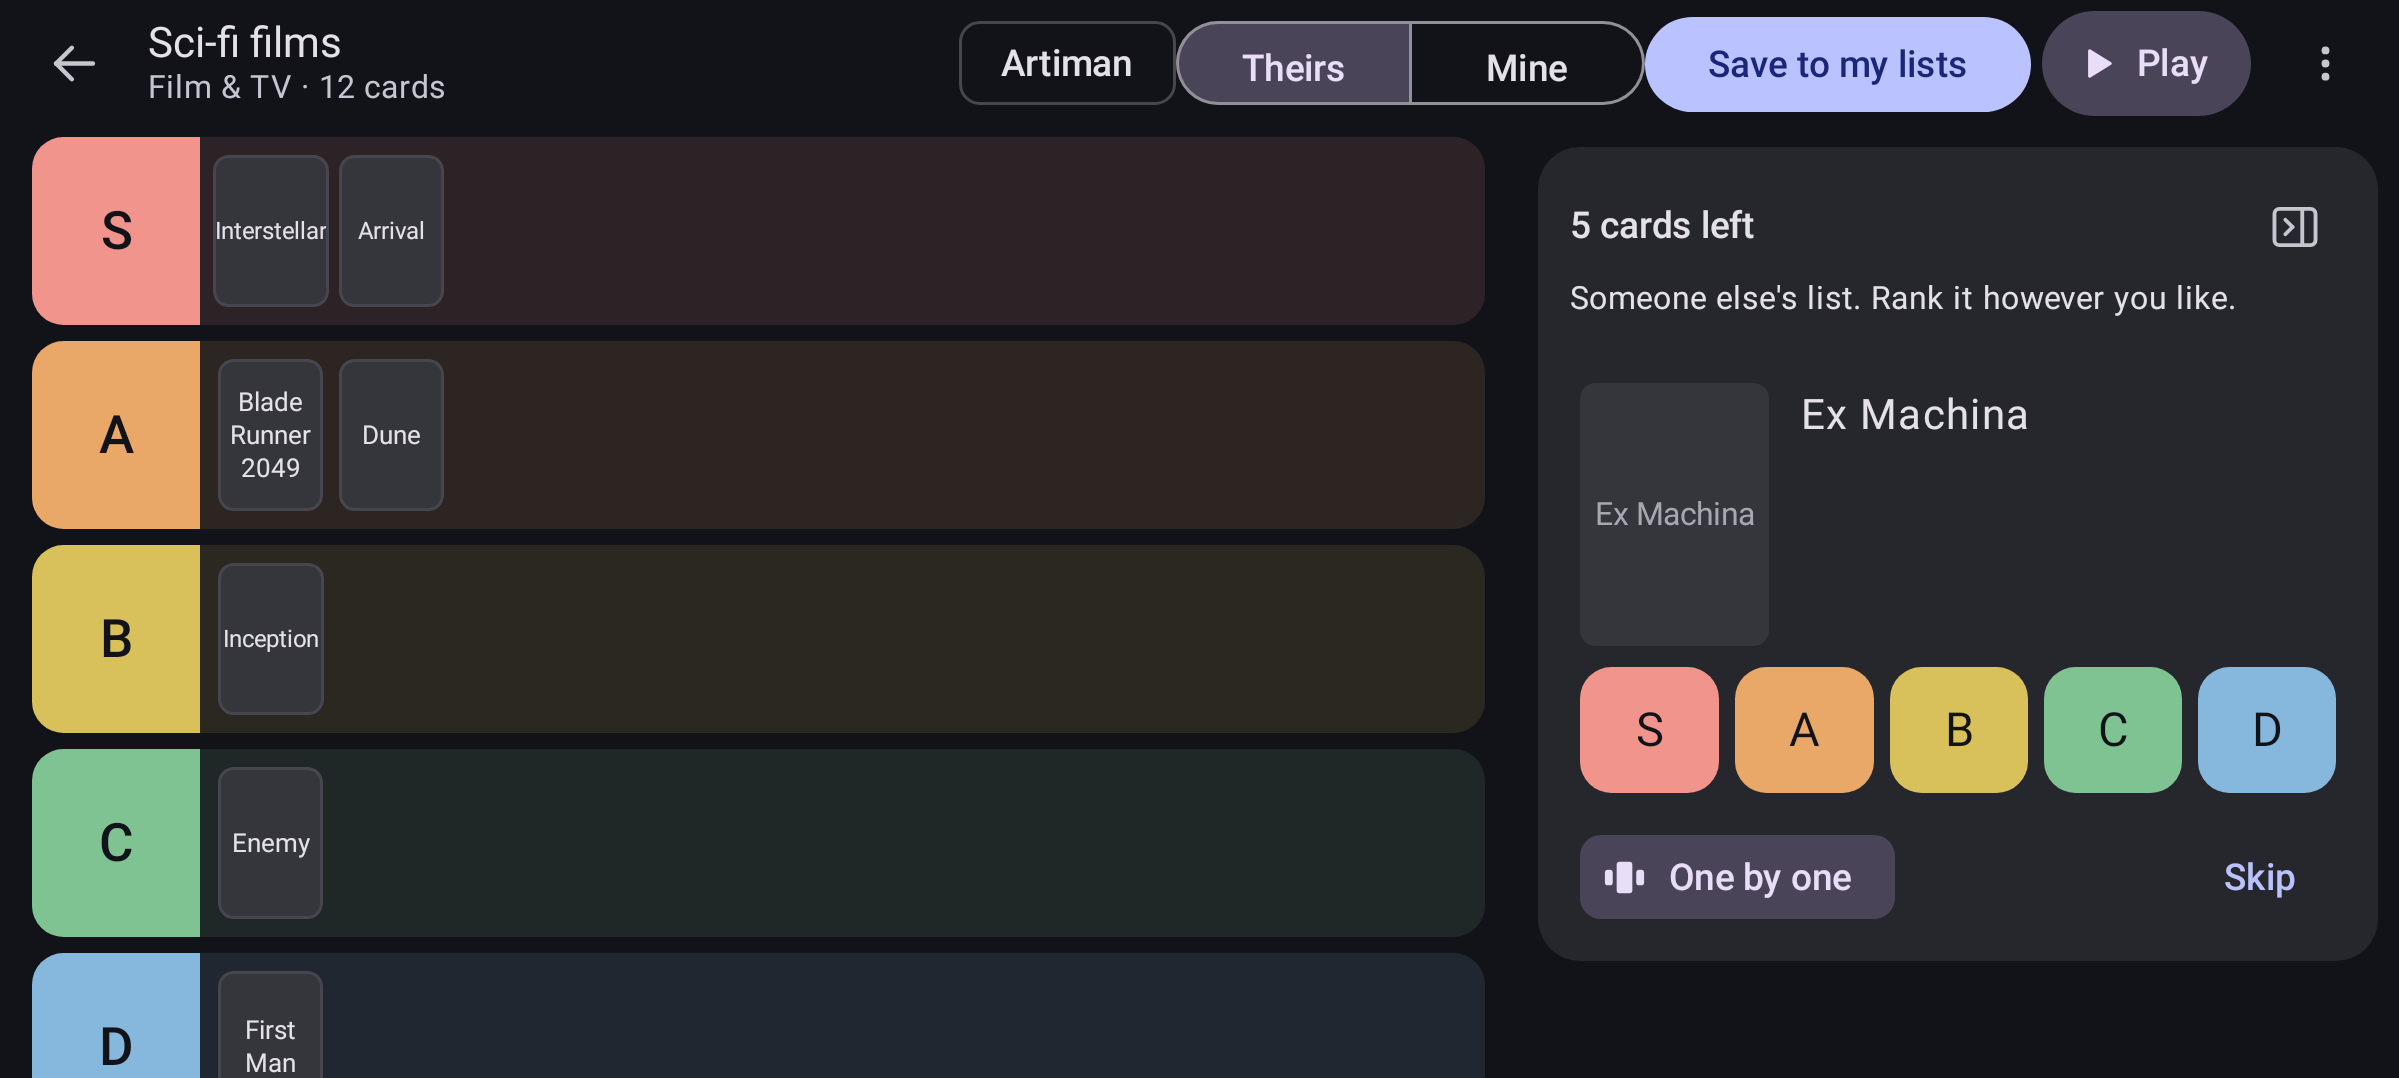 Sci-fi films
Film & TV · 12 cards
Artiman
Theirs
Mine
Save to my lists
Play
S
Interstellar
Arrival
A
Blade
Runner
2049
Dune
B
Inception
C
Enemy
D
First
Man
5 cards left
Someone else's list. Rank it however you like.
Ex Machina
Ex Machina
S
A
B
C
D
One by one
Skip